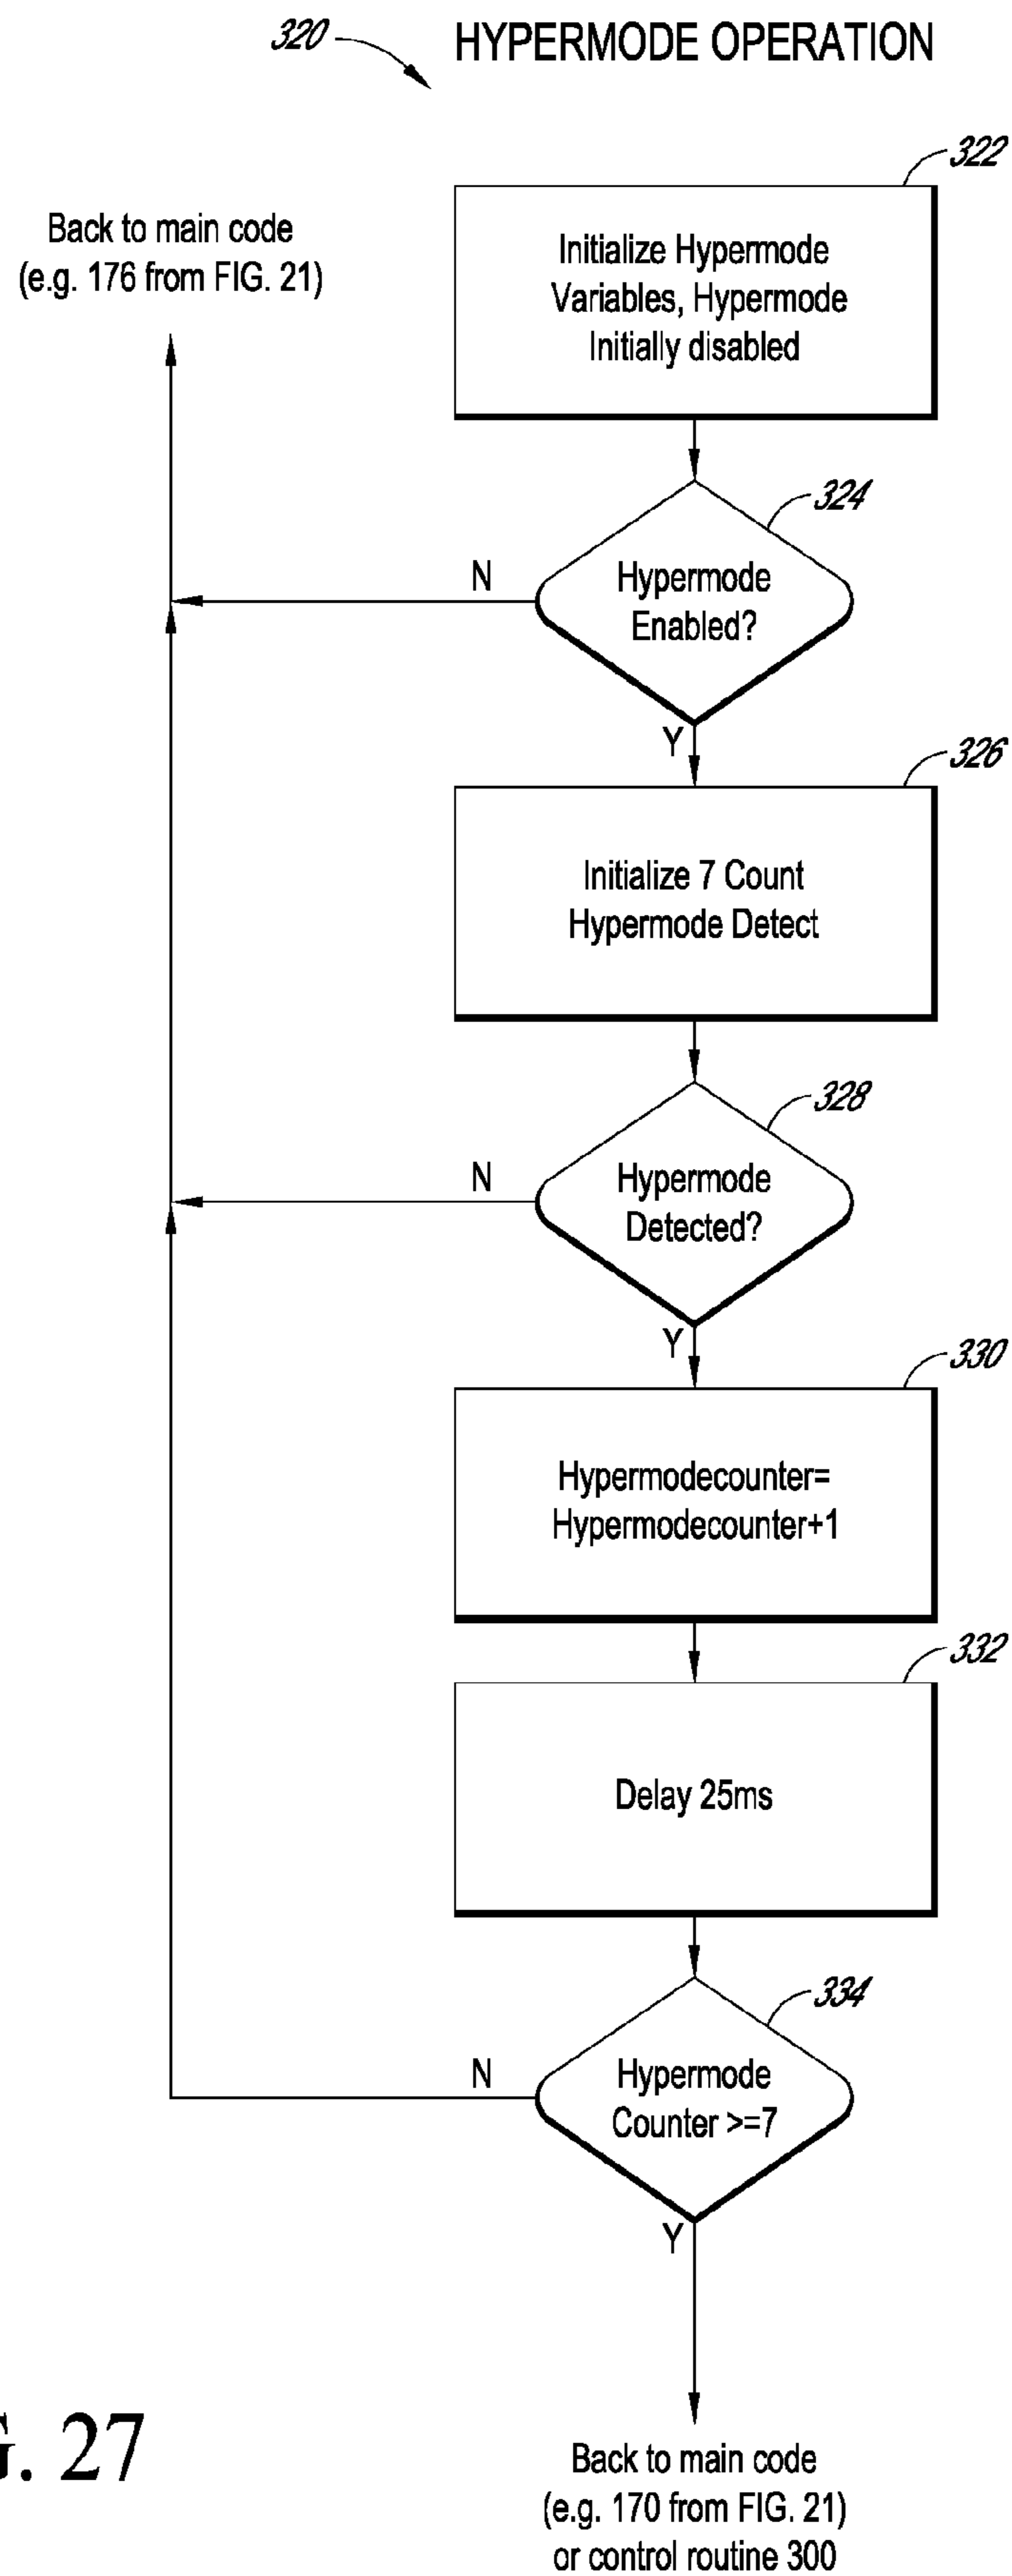 320
HYPERMODE OPERATION
322
Back to main code
(e.g. 176 from FIG. 21)
Initialize Hypermode
Variables, Hypermode
Initially disabled
324
N
Hypermode
Enabled?
Y
326
Initialize 7 Count
Hypermode Detect
328
N
Hypermode
Detected?
Y
330
Hypermodecounter=
Hypermodecounter+1
332
Delay 25ms
334
N
Hypermode
Counter >=7
Y
G. 27
Back to main code
(e.g. 170 from FIG. 21)
or control routine 300